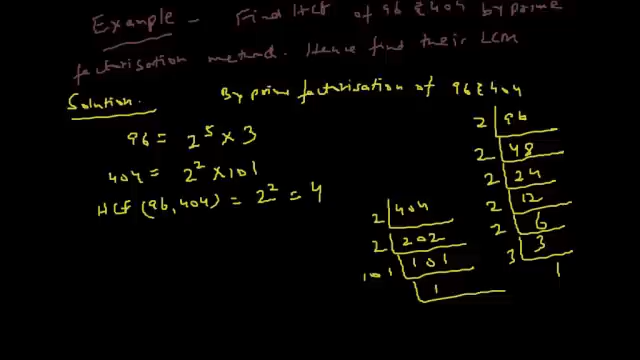 Example - Find HCF of 96 & 404 by prime
factorisation method. Hence find their LCM
Solution. By prime factorisation of 96 & 404
96 = 2^5 × 3
404 = 2^2 × 101
HCF (96, 404) = 2^2 = 4
2 | 96
2 | 48
2 | 24
2 | 12
2 | 6
3 | 3
1
2 | 404
2 | 202
101 | 101
1